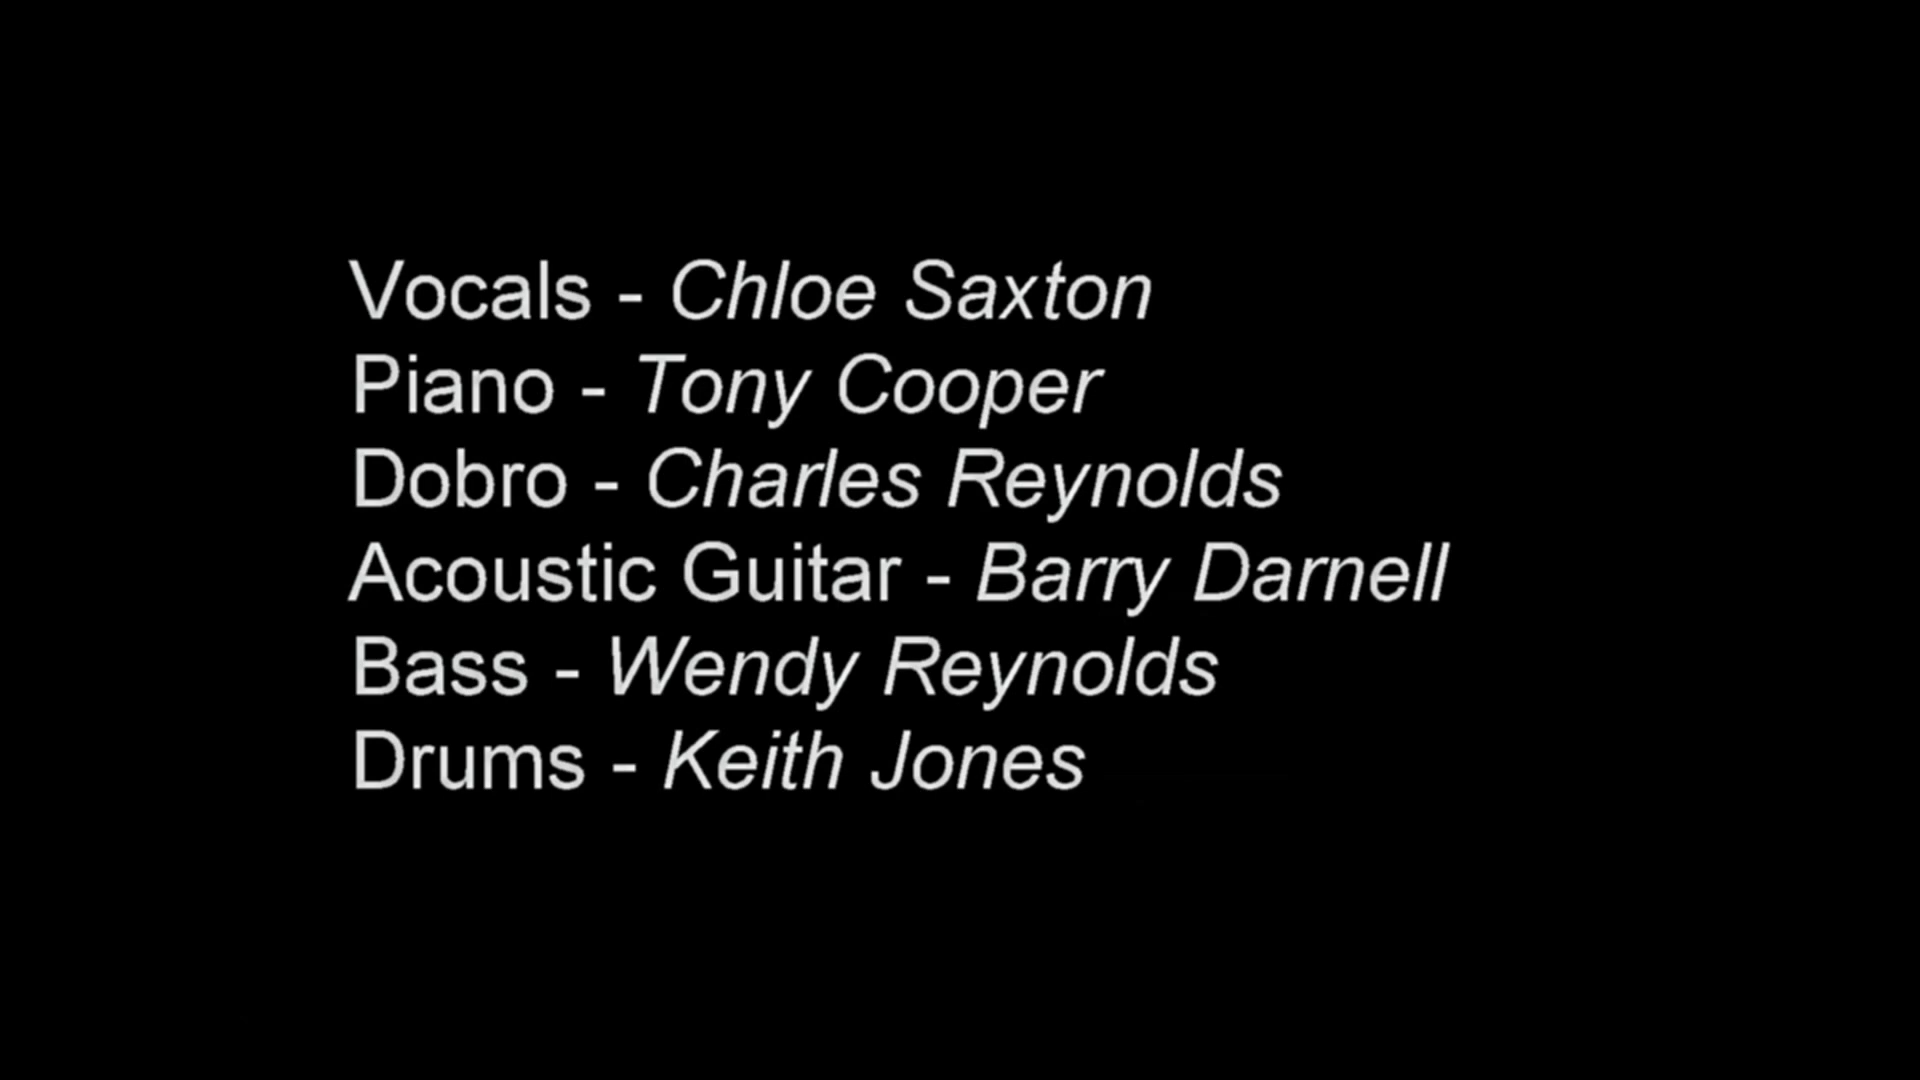 Vocals - Chloe Saxton
Piano - Tony Cooper
Dobro - Charles Reynolds
Acoustic Guitar - Barry Darnell
Bass - Wendy Reynolds
Drums - Keith Jones